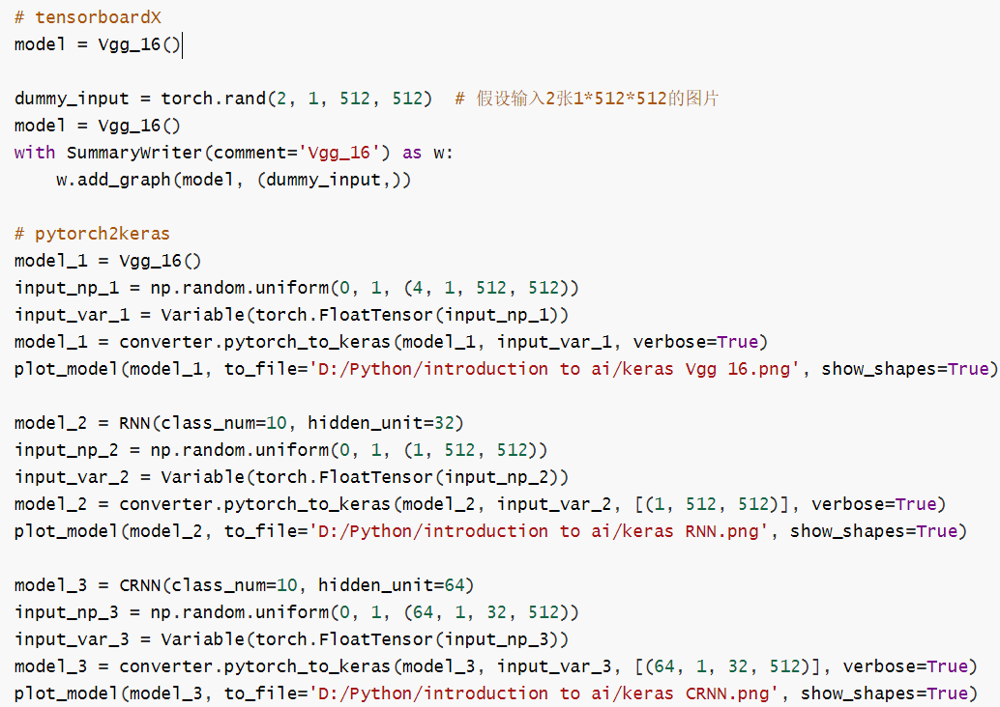 # tensorboardX
model = Vgg_16()
dummy_input = torch.rand(2, 1, 512, 512)  # 假设输入2张1*512*512的图片
model = Vgg_16()
with SummaryWriter(comment='Vgg_16') as w:
    w.add_graph(model, (dummy_input,))
# pytorch2keras
model_1 = Vgg_16()
input_np_1 = np.random.uniform(0, 1, (4, 1, 512, 512))
input_var_1 = Variable(torch.FloatTensor(input_np_1))
model_1 = converter.pytorch_to_keras(model_1, input_var_1, verbose=True)
plot_model(model_1, to_file='D:/Python/introduction to ai/keras Vgg 16.png', show_shapes=True)
model_2 = RNN(class_num=10, hidden_unit=32)
input_np_2 = np.random.uniform(0, 1, (1, 512, 512))
input_var_2 = Variable(torch.FloatTensor(input_np_2))
model_2 = converter.pytorch_to_keras(model_2, input_var_2, [(1, 512, 512)], verbose=True)
plot_model(model_2, to_file='D:/Python/introduction to ai/keras RNN.png', show_shapes=True)
model_3 = CRNN(class_num=10, hidden_unit=64)
input_np_3 = np.random.uniform(0, 1, (64, 1, 32, 512))
input_var_3 = Variable(torch.FloatTensor(input_np_3))
model_3 = converter.pytorch_to_keras(model_3, input_var_3, [(64, 1, 32, 512)], verbose=True)
plot_model(model_3, to_file='D:/Python/introduction to ai/keras CRNN.png', show_shapes=True)